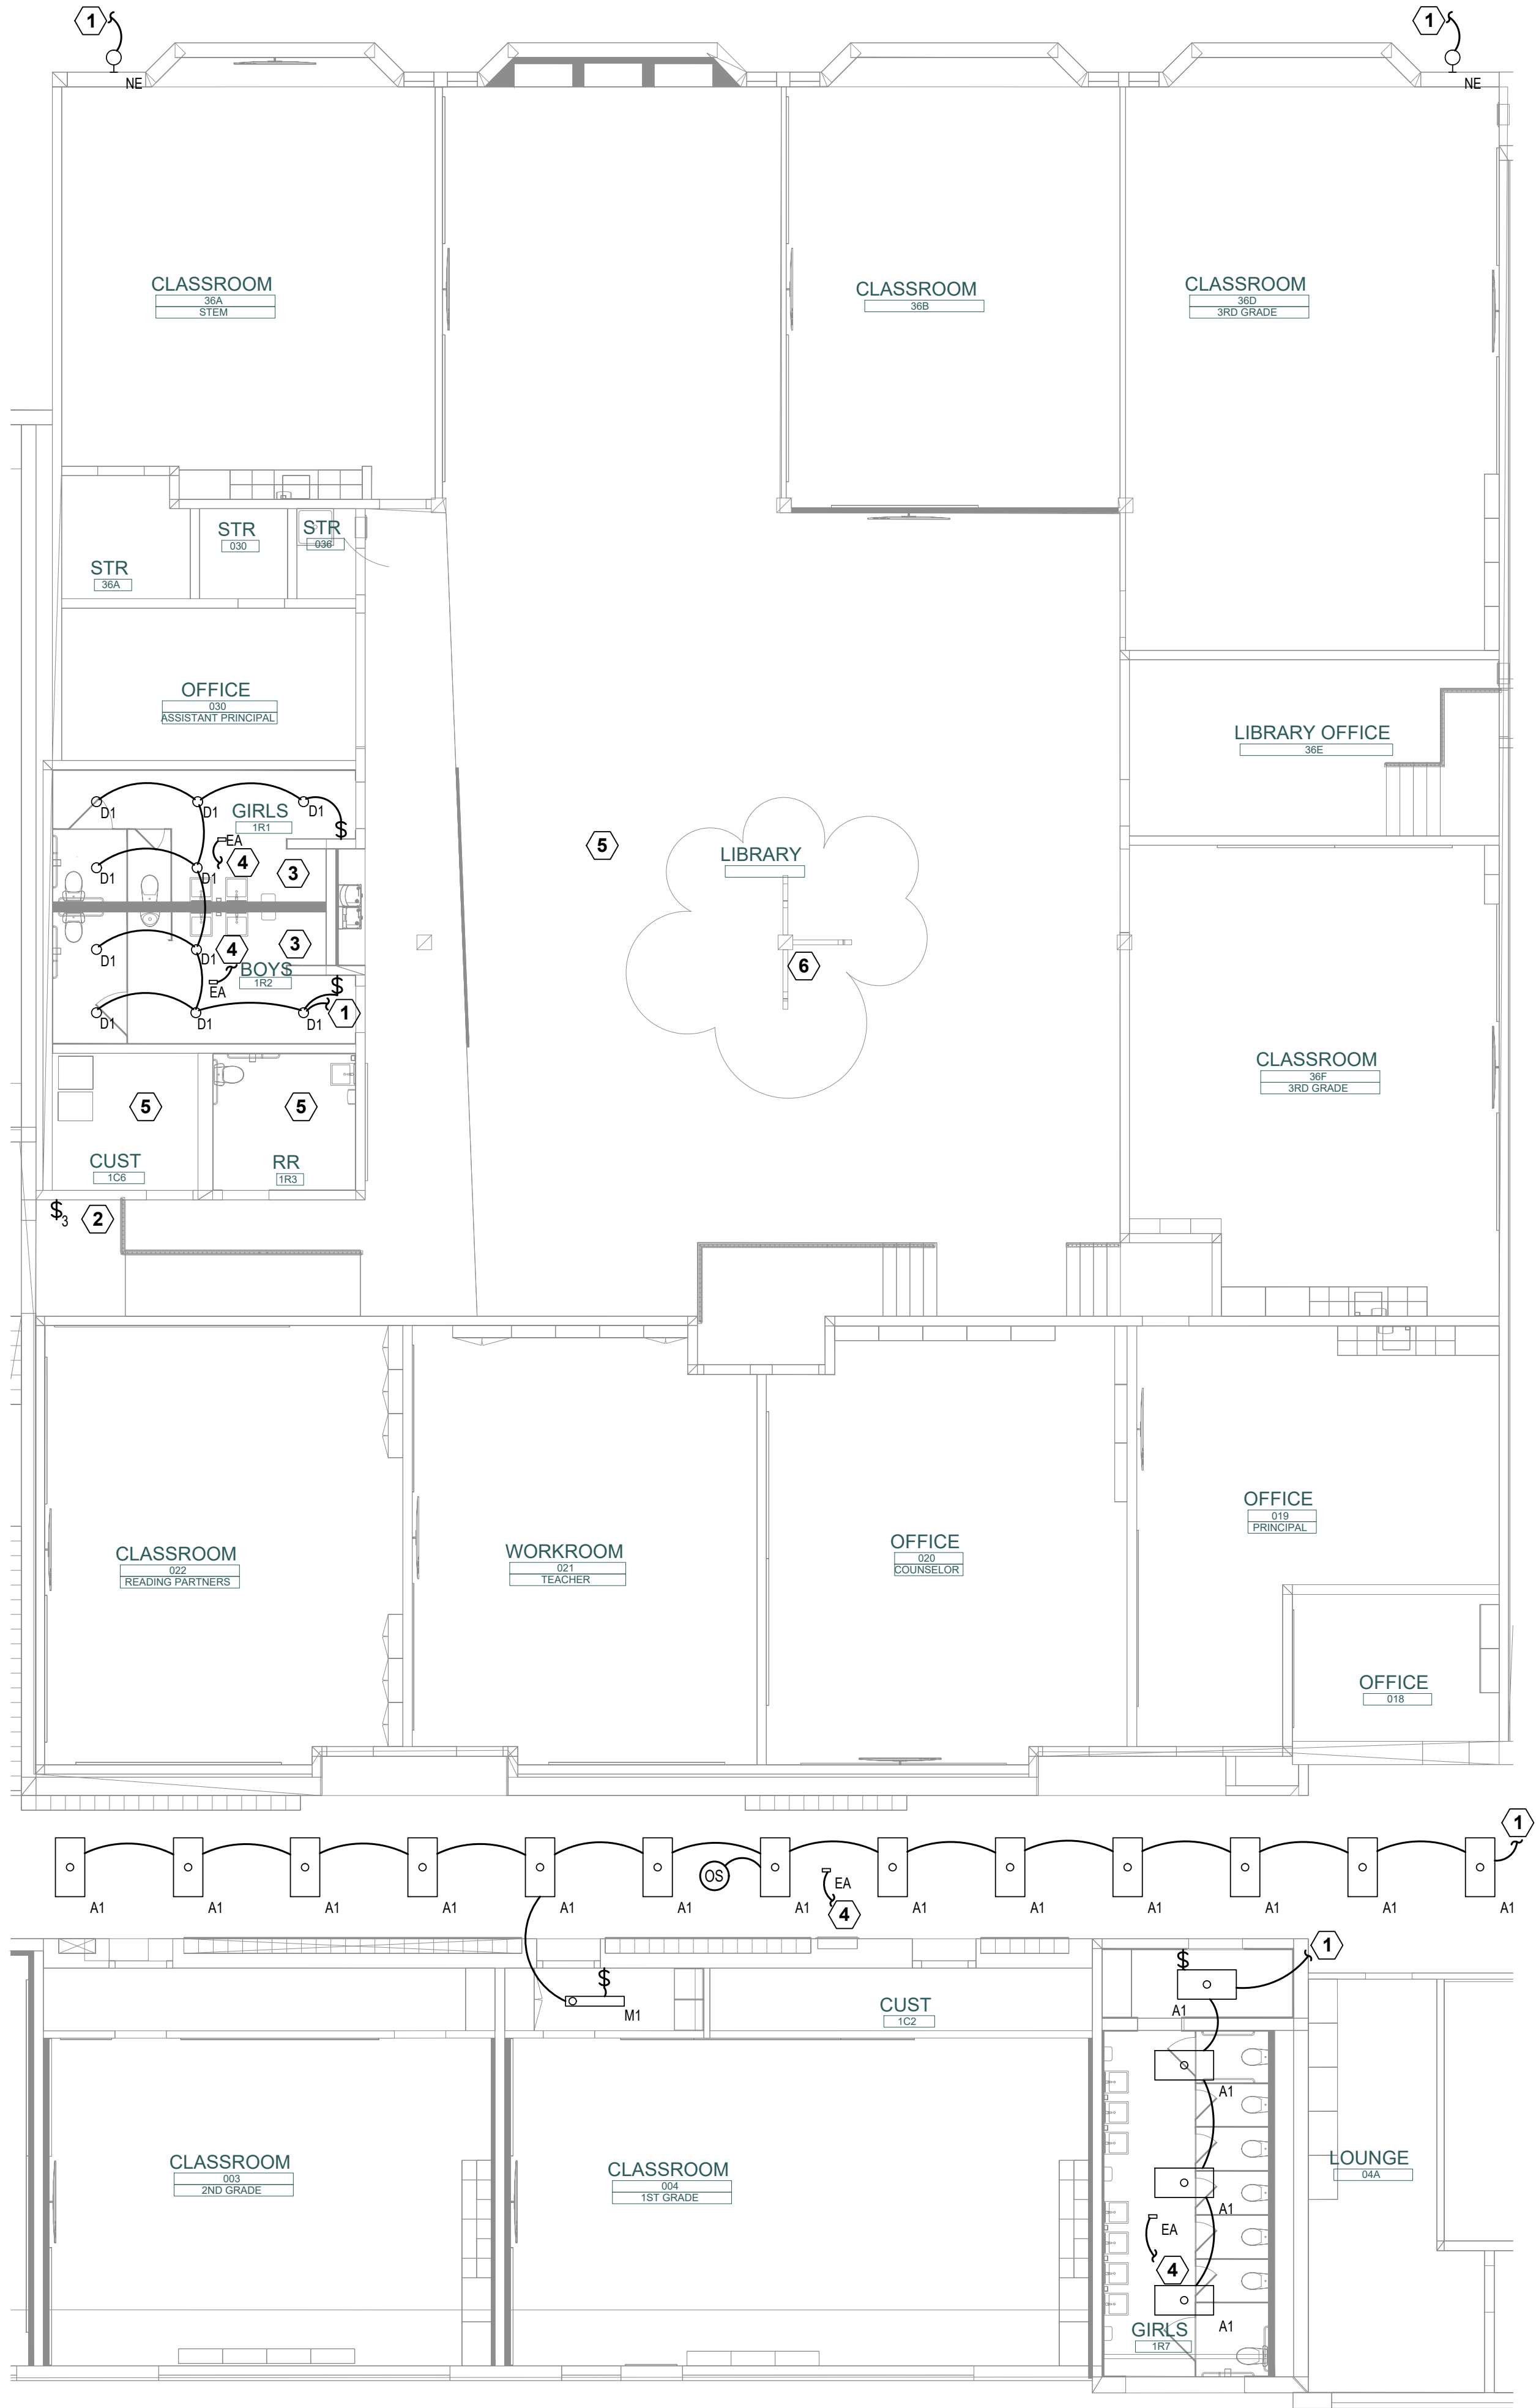 1
1
NE
NE
CLASSROOM
36A
STEM
CLASSROOM
36B
CLASSROOM
36D
3RD GRADE
STR
030
STR
036
STR
36A
OFFICE
030
ASSISTANT PRINCIPAL
LIBRARY OFFICE
36E
D1
D1
D1
GIRLS
1R1
$
EA
4
3
D1
D1
5
LIBRARY
6
D1
D1
4
3
BOYS
1R2
EA
$
1
D1
D1
D1
CLASSROOM
36F
3RD GRADE
5
5
CUST
1C6
RR
1R3
$3
2
CLASSROOM
022
READING PARTNERS
WORKROOM
021
TEACHER
OFFICE
020
COUNSELOR
OFFICE
019
PRINCIPAL
OFFICE
018
1
OS
EA
4
A1
A1
A1
A1
A1
A1
A1
A1
A1
A1
A1
A1
A1
$
M1
CUST
1C2
$
1
A1
A1
A1
EA
4
A1
CLASSROOM
003
2ND GRADE
CLASSROOM
004
1ST GRADE
GIRLS
1R7
LOUNGE
04A